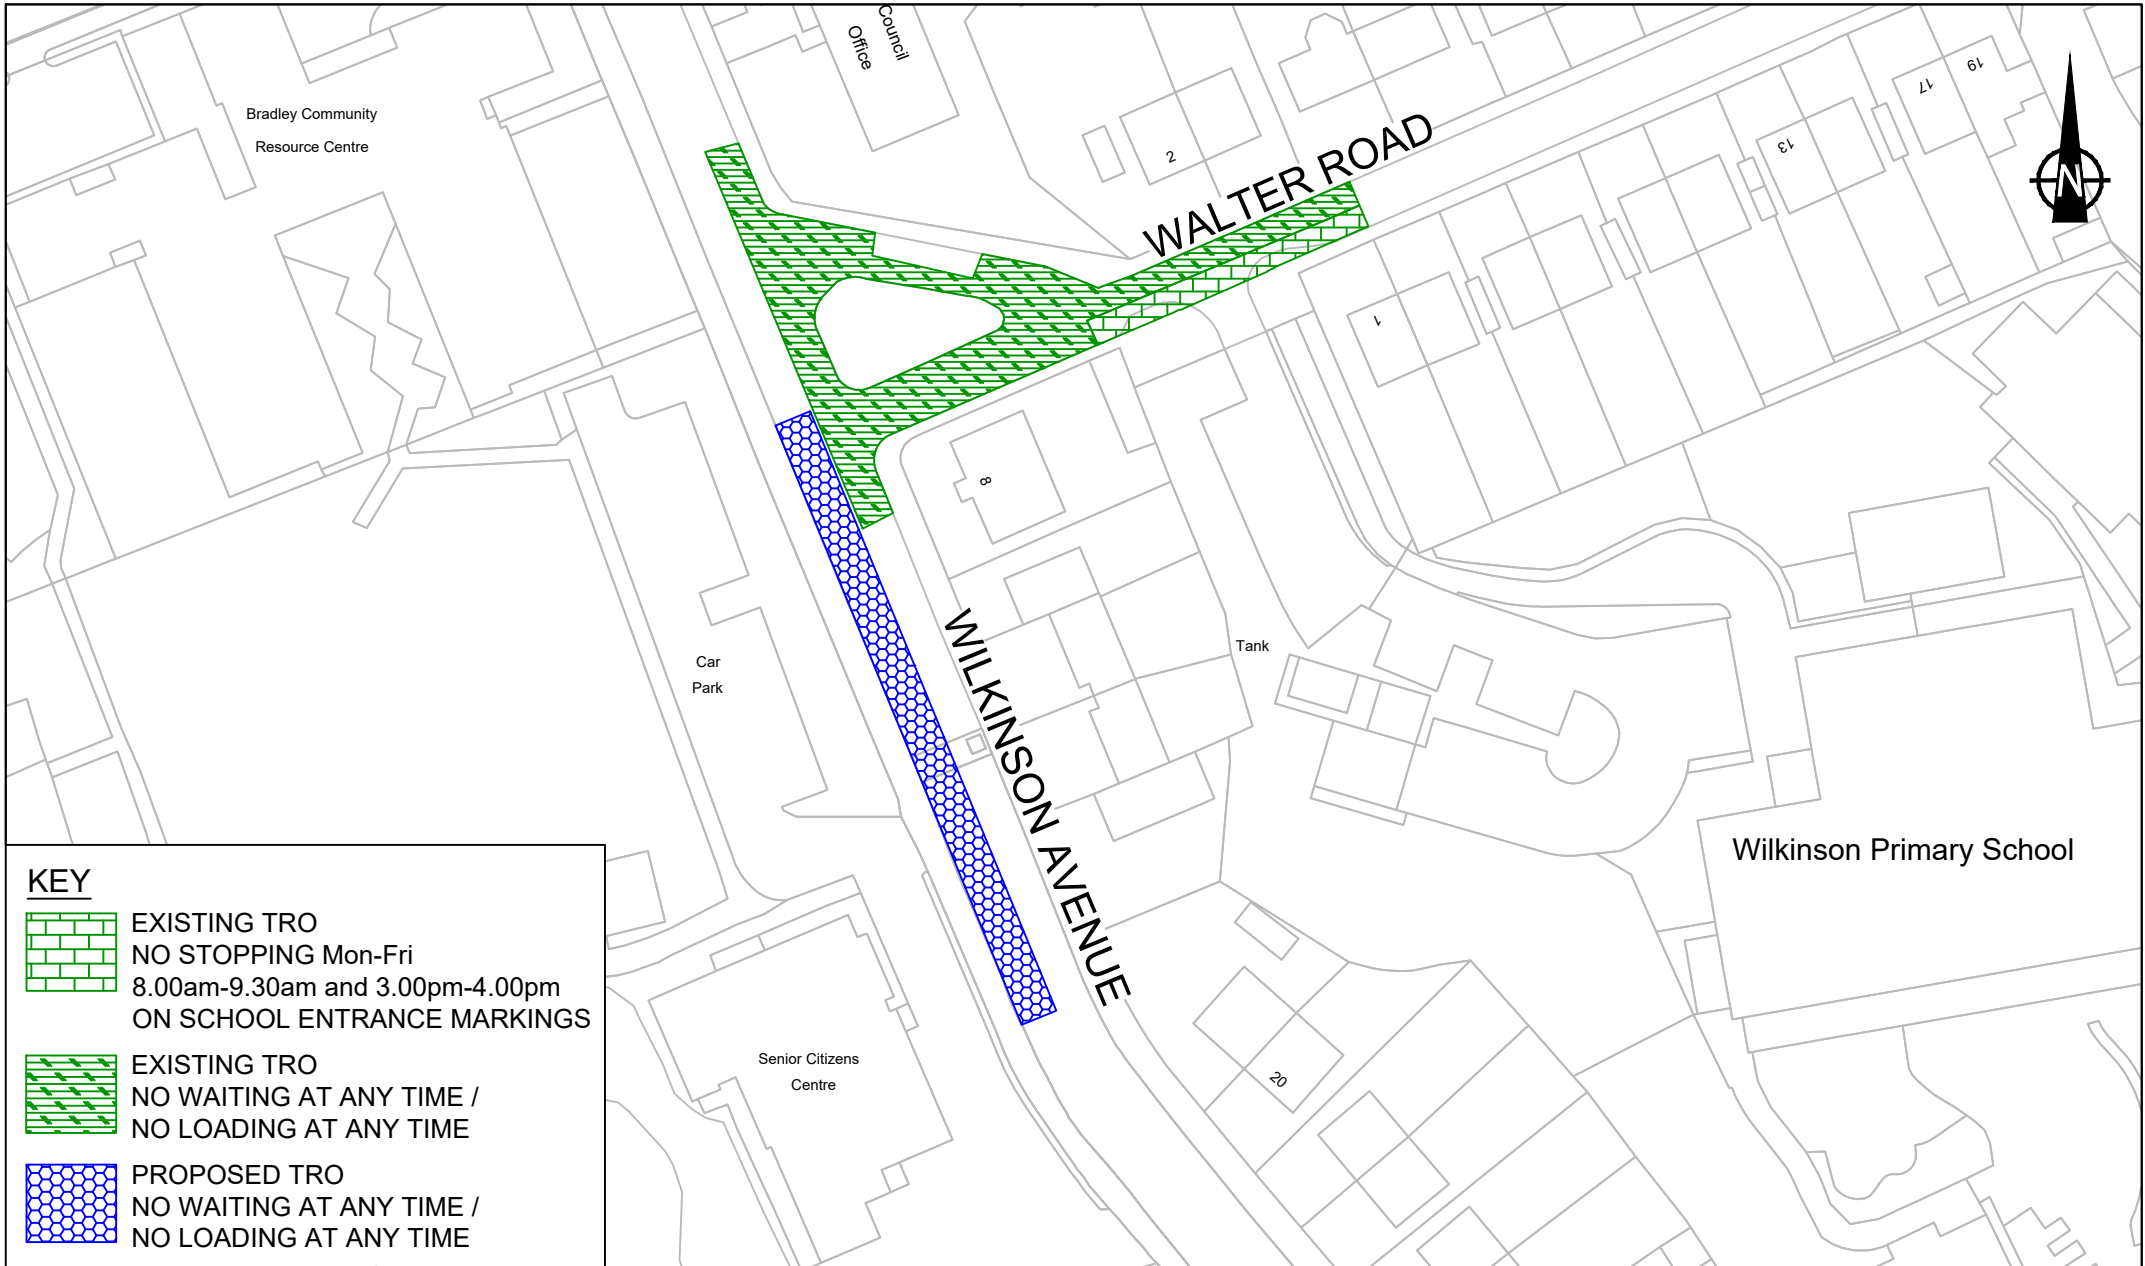 Council
Office
Bradley Community
Resource Centre
2
WALTER ROAD
19
17
13
1
N
8
WILKINSON AVENUE
Tank
Car
Park
Wilkinson Primary School
Senior Citizens
Centre
20
KEY
EXISTING TRO
NO STOPPING Mon-Fri
8.00am-9.30am and 3.00pm-4.00pm
ON SCHOOL ENTRANCE MARKINGS
EXISTING TRO
NO WAITING AT ANY TIME /
NO LOADING AT ANY TIME
PROPOSED TRO
NO WAITING AT ANY TIME /
NO LOADING AT ANY TIME